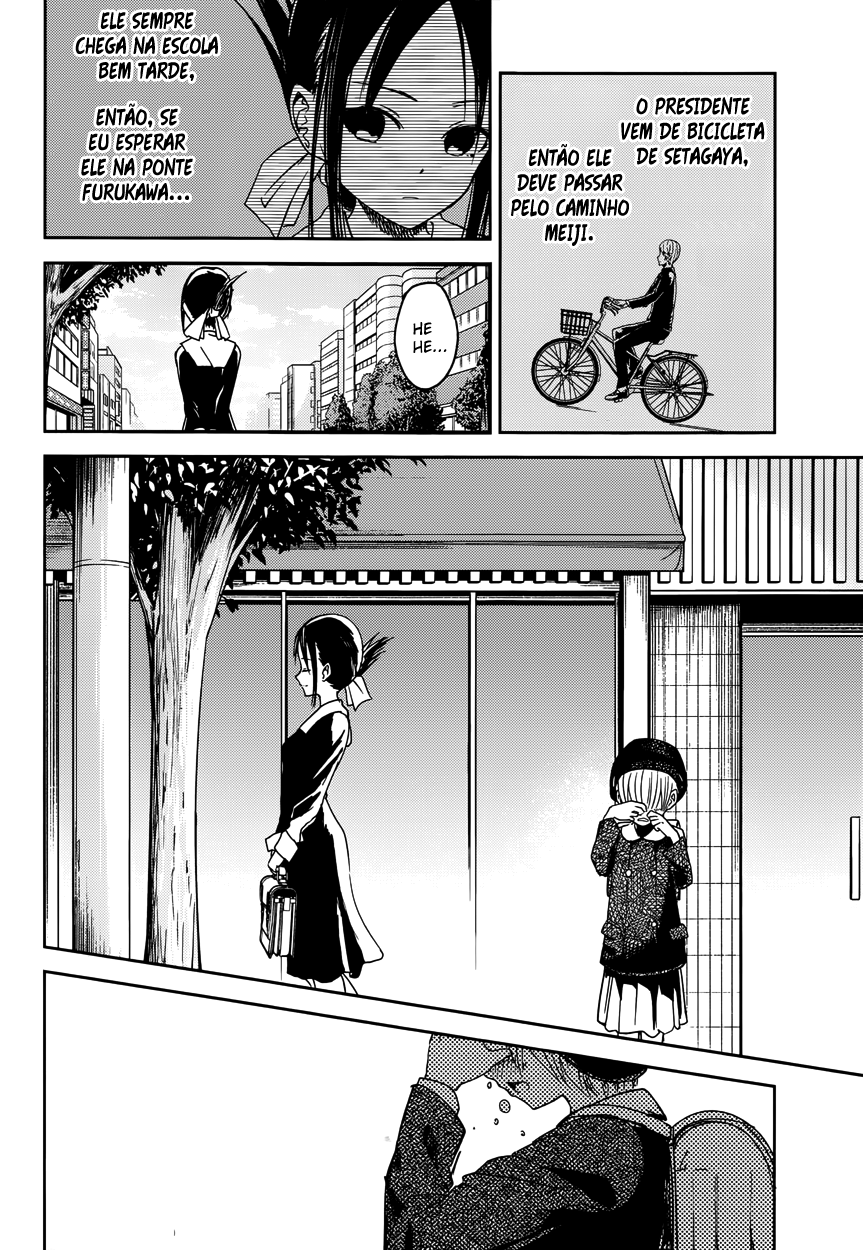 O PRESIDENTE
VEM DE BICICLETA
DE SETAGAYA,
ENTÃO ELE
DEVE PASSAR
PELO CAMINHO
MEIJI.
ELE SEMPRE
CHEGA NA ESCOLA
BEM TARDE,
ENTÃO, SE
EU ESPERAR
ELE NA PONTE
FURUKAWA...
HE
HE...